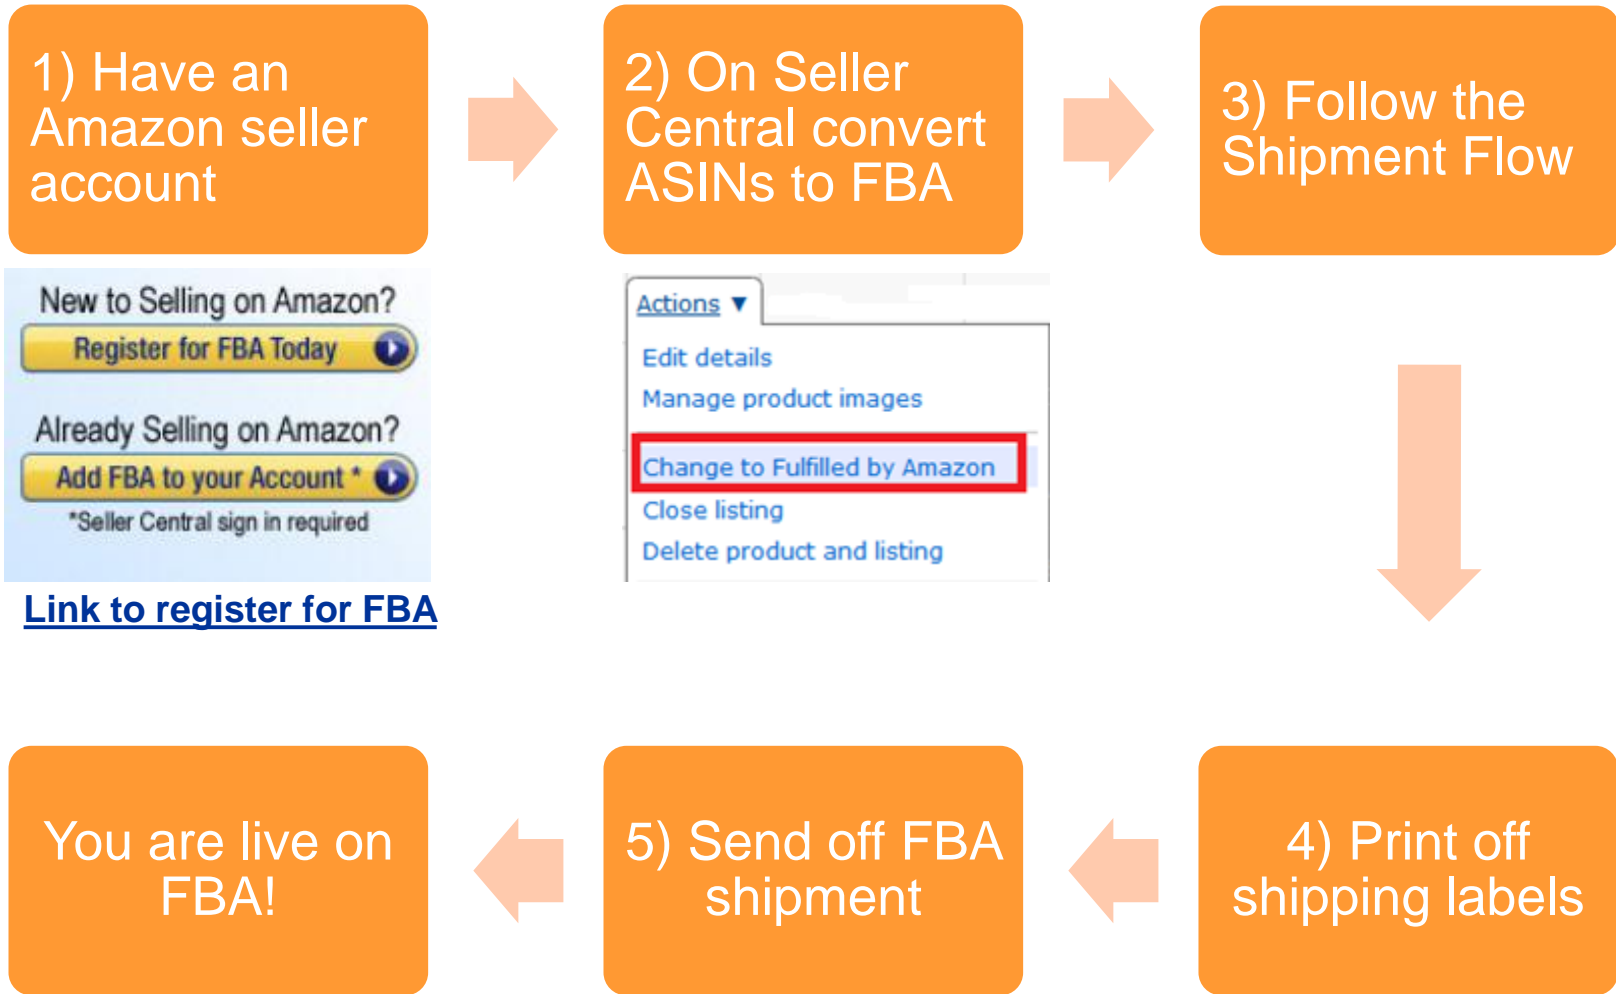 1) Have an
Amazon seller
account
2) On Seller
Central convert
ASINs to FBA
3) Follow the
Shipment Flow
New to Selling on Amazon?
Register for FBA Today
Already Selling on Amazon?
Add FBA to your Account *
*Seller Central sign in required
Link to register for FBA
Actions ▼
Edit details
Manage product images
Change to Fulfilled by Amazon
Close listing
Delete product and listing
4) Print off
shipping labels
5) Send off FBA
shipment
You are live on
FBA!